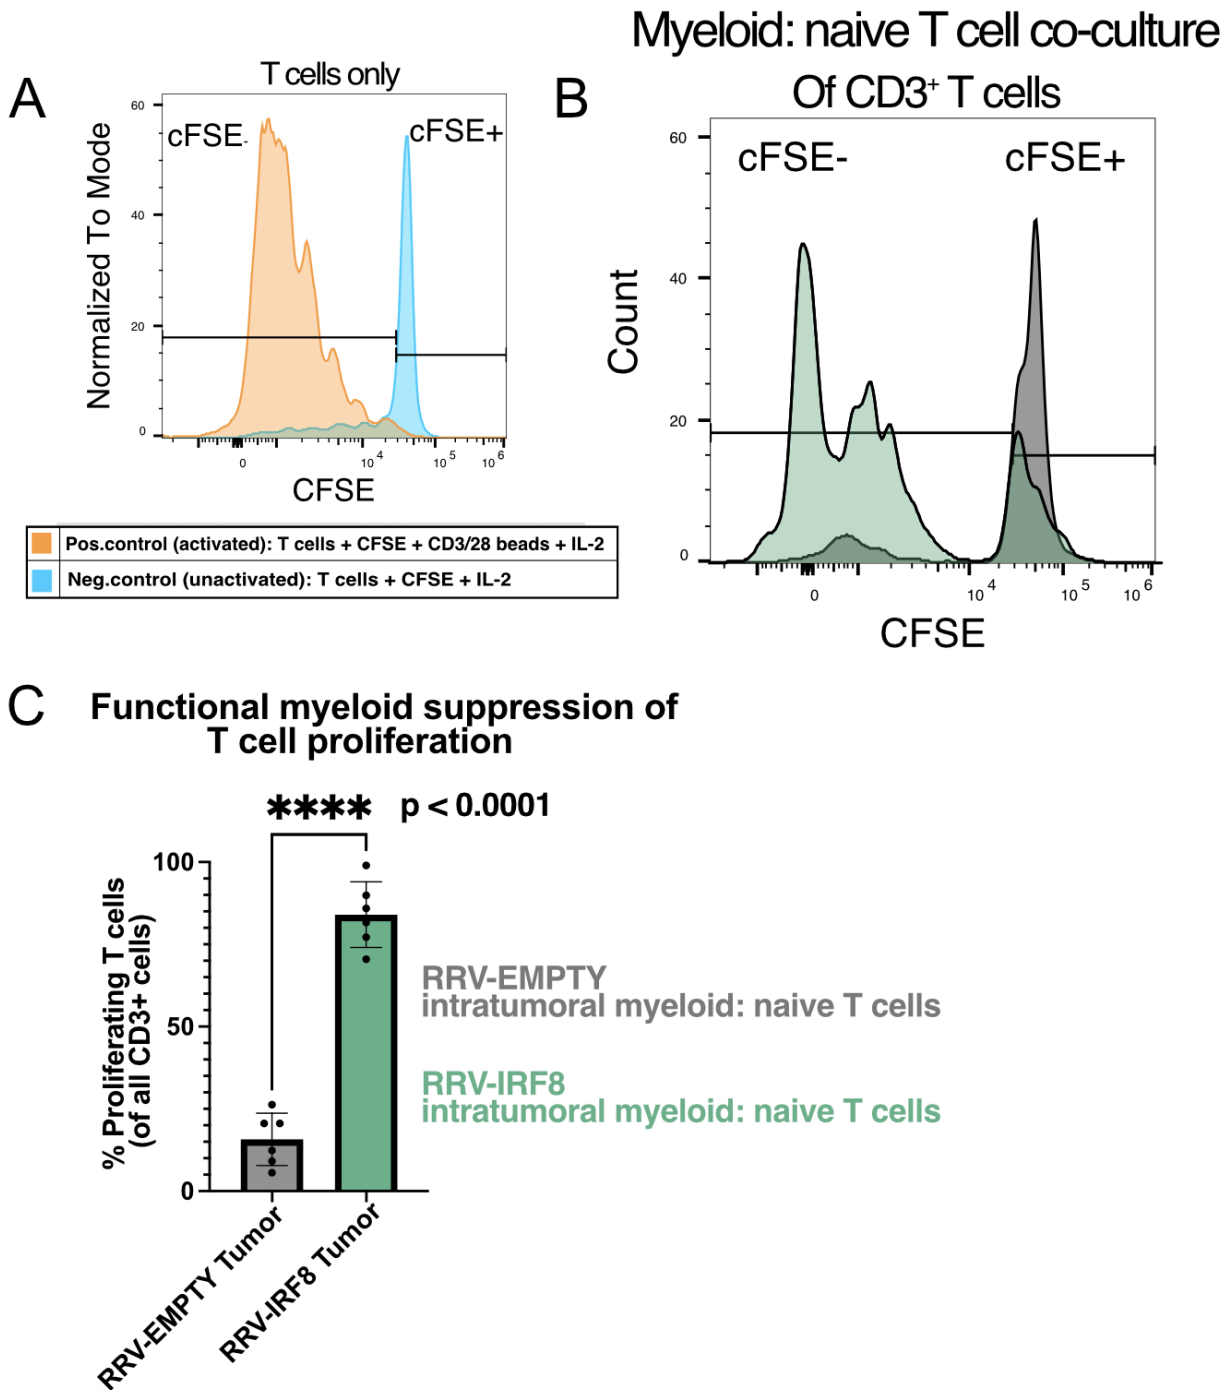 Myeloid: naive T cell co-culture
Of CD3+ T cells
A
T cells only
B
cFSE-
cFSE+
Normalized To Mode
60
40
20
0
0
10 4
10 5
10 6
CFSE
Pos.control (activated): T cells + CFSE + CD3/28 beads + IL-2
Neg.control (unactivated): T cells + CFSE + IL-2
cFSE-
cFSE+
Count
60
40
20
0
0
10 4
10 5
10 6
CFSE
C
Functional myeloid suppression of
T cell proliferation
**** p < 0.0001
% Proliferating T cells
(of all CD3+ cells)
100
50
0
RRV-EMPTY Tumor
RRV-IRF8 Tumor
RRV-EMPTY
intratumoral myeloid: naive T cells
RRV-IRF8
intratumoral myeloid: naive T cells